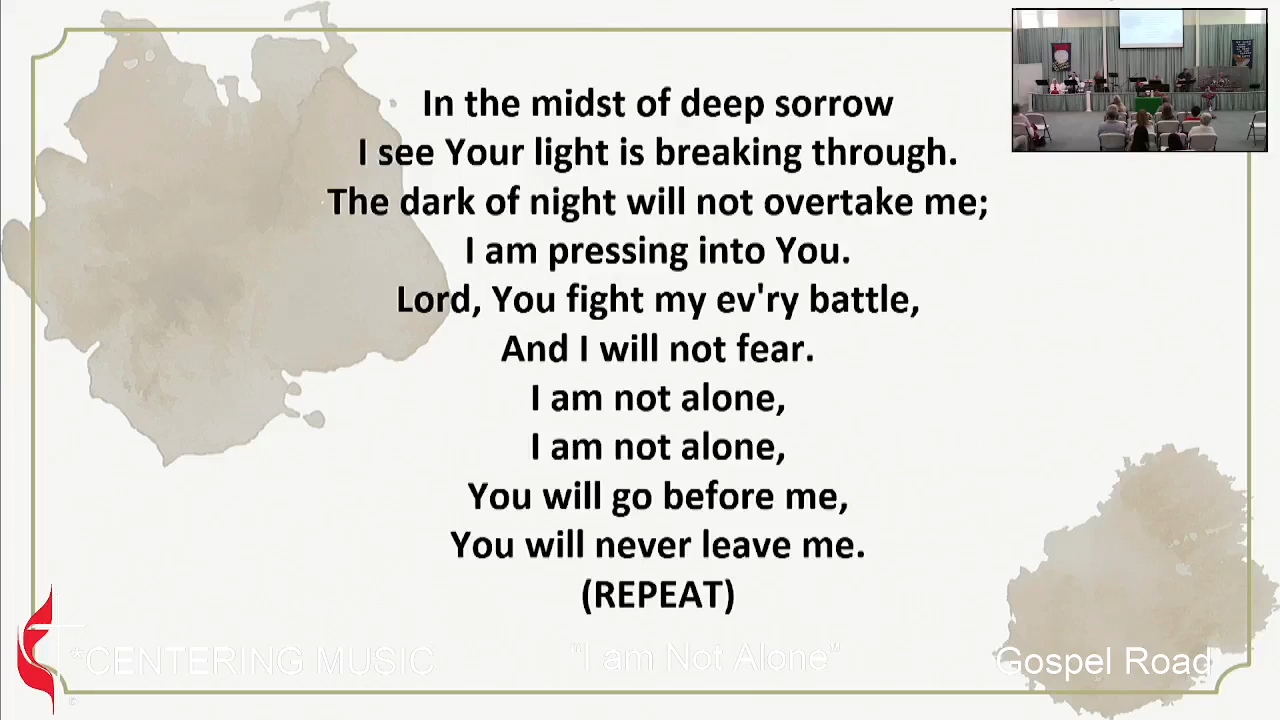 In the midst of deep sorrow
I see Your light is breaking through.
The dark of night will not overtake me;
I am pressing into You.
Lord, You fight my ev'ry battle,
And I will not fear.
I am not alone,
I am not alone,
You will go before me,
You will never leave me.
(REPEAT)
*CENTERING MUSIC "I am Not Alone" Gospel Road
©